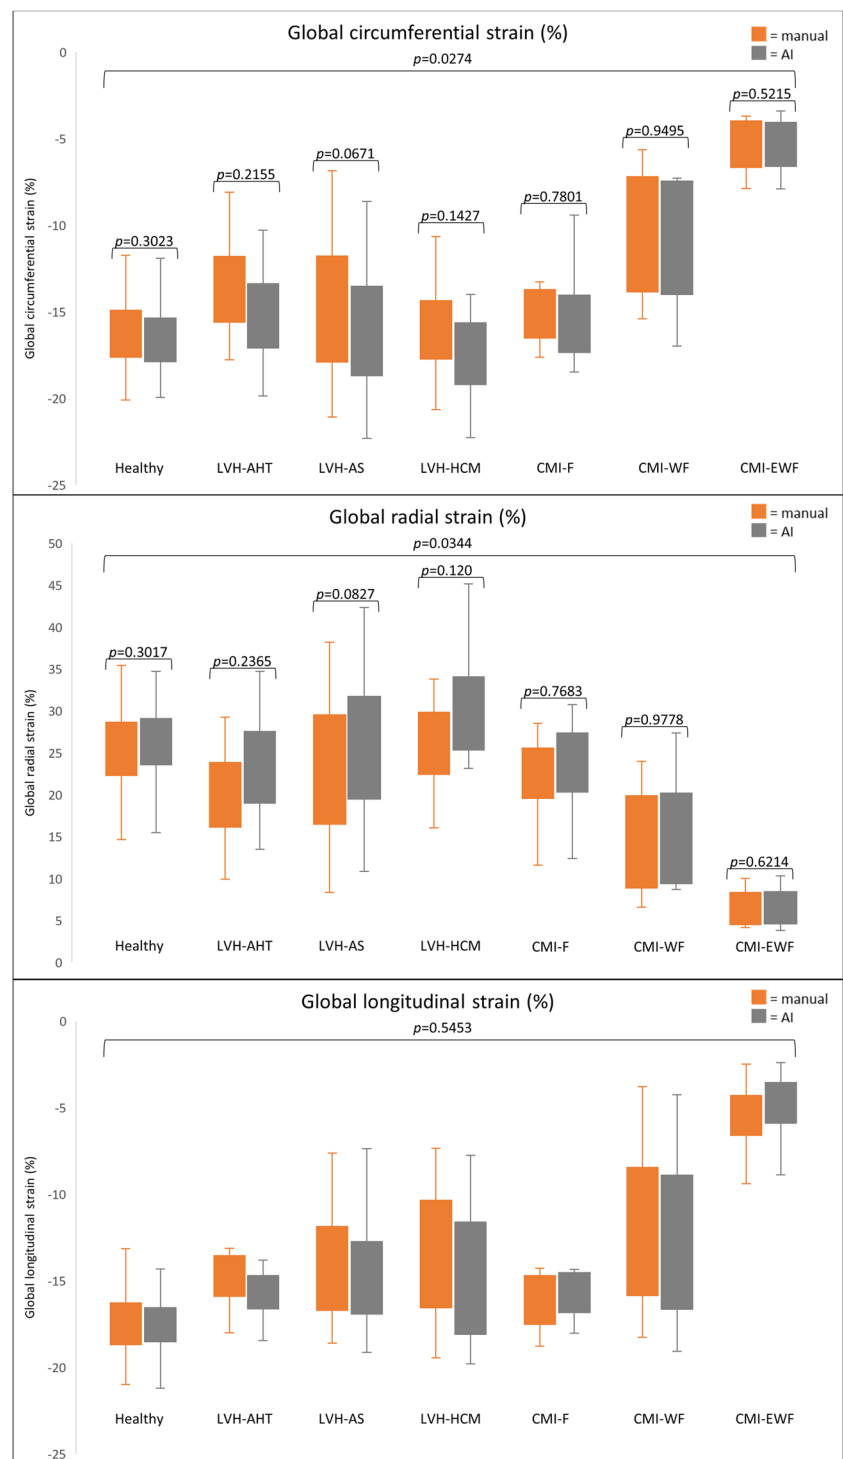 Global circumferential strain (%)
= manual
= AI
p=0.0274
p=0.3023
p=0.2155
p=0.0671
p=0.1427
p=0.7801
p=0.9495
p=0.5215
Global circumferential strain (%)
0
-5
-10
-15
-20
-25
Healthy LVH-AHT LVH-AS LVH-HCM CMI-F CMI-WF CMI-EWF
Global radial strain (%)
= manual
= AI
p=0.0344
p=0.3017
p=0.2365
p=0.0827
p=0.120
p=0.7683
p=0.9778
p=0.6214
Global radial strain (%)
50
45
40
35
30
25
20
15
10
5
0
Healthy LVH-AHT LVH-AS LVH-HCM CMI-F CMI-WF CMI-EWF
Global longitudinal strain (%)
= manual
= AI
p=0.5453
Global longitudinal strain (%)
0
-5
-10
-15
-20
-25
Healthy LVH-AHT LVH-AS LVH-HCM CMI-F CMI-WF CMI-EWF